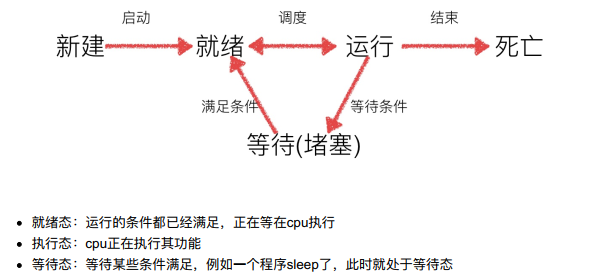 启动 调度 结束
新建 就绪 运行 死亡
满足条件 等待条件
等待(堵塞)
就绪态：运行的条件都已经满足，正在等在cpu执行
执行态：cpu正在执行其功能
等待态：等待某些条件满足，例如一个程序sleep了，此时就处于等待态